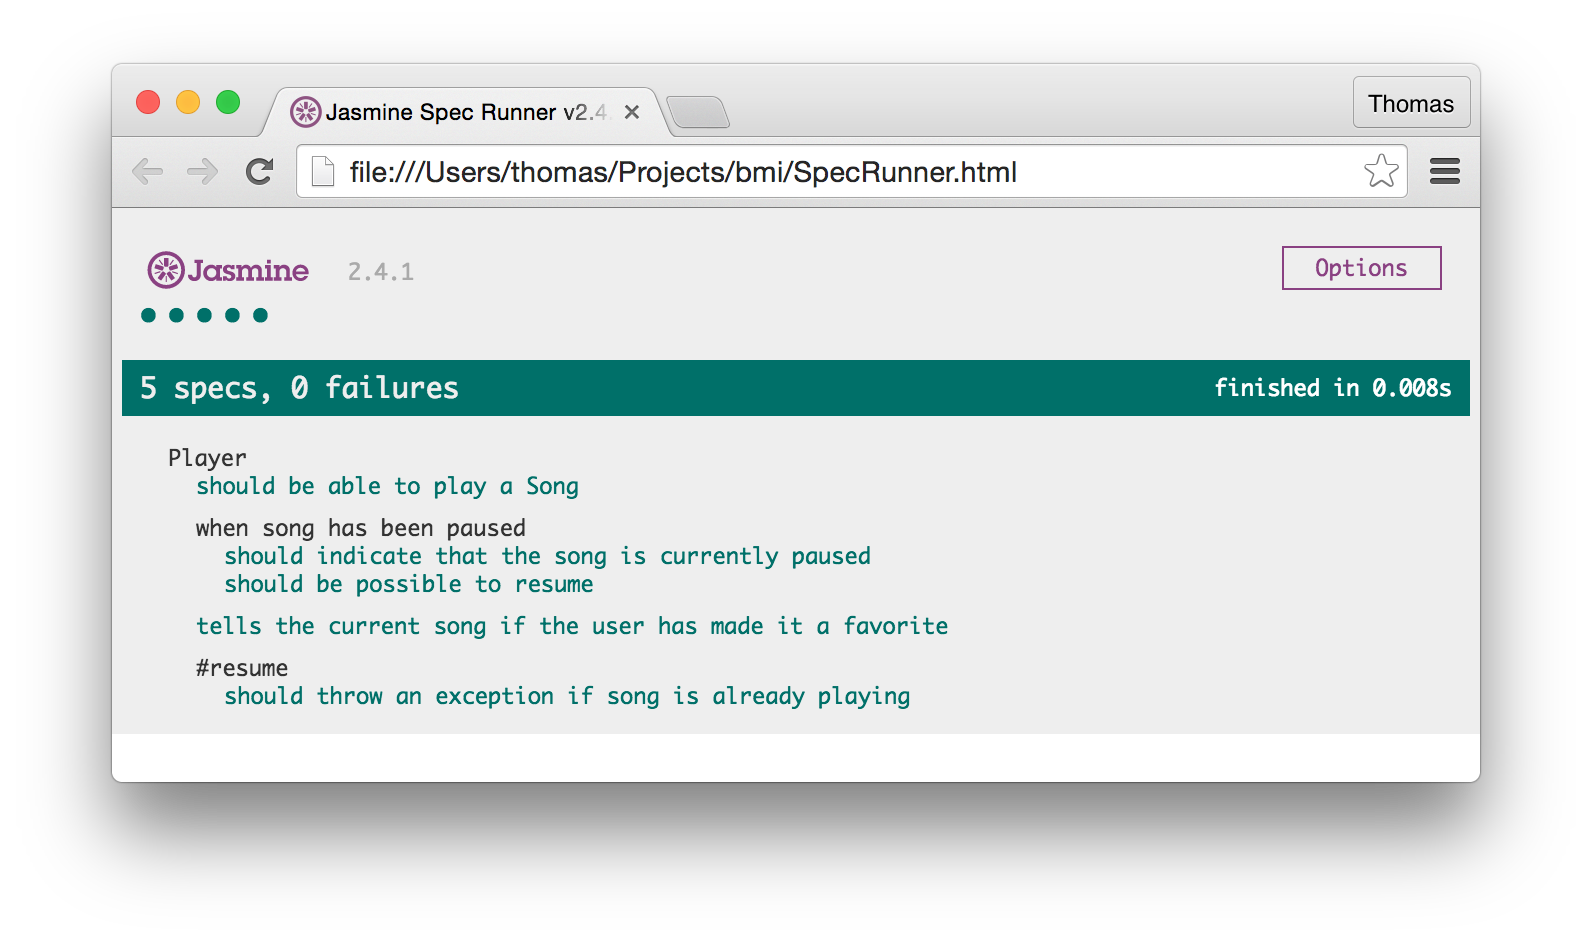 Jasmine Spec Runner v2.4
Thomas
file:///Users/thomas/Projects/bmi/SpecRunner.html
Jasmine 2.4.1
Options
5 specs, 0 failures
finished in 0.008s
Player
should be able to play a Song
when song has been paused
should indicate that the song is currently paused
should be possible to resume
tells the current song if the user has made it a favorite
#resume
should throw an exception if song is already playing